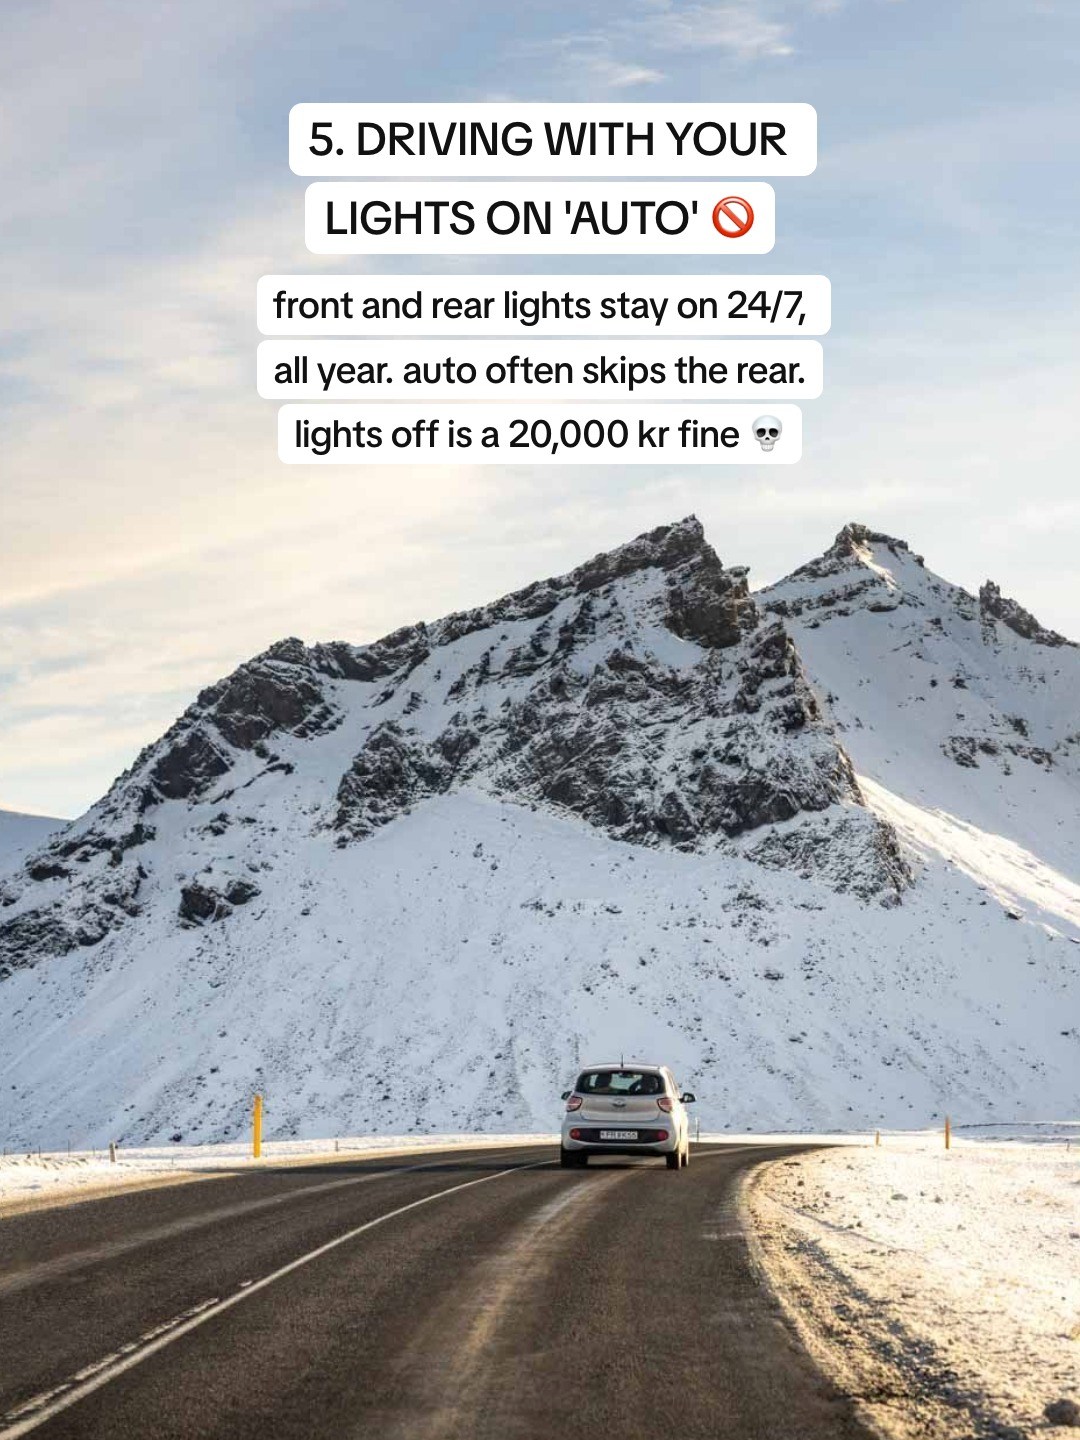 5. DRIVING WITH YOUR
LIGHTS ON 'AUTO' 🚫
front and rear lights stay on 24/7,
all year. auto often skips the rear.
lights off is a 20,000 kr fine 💀